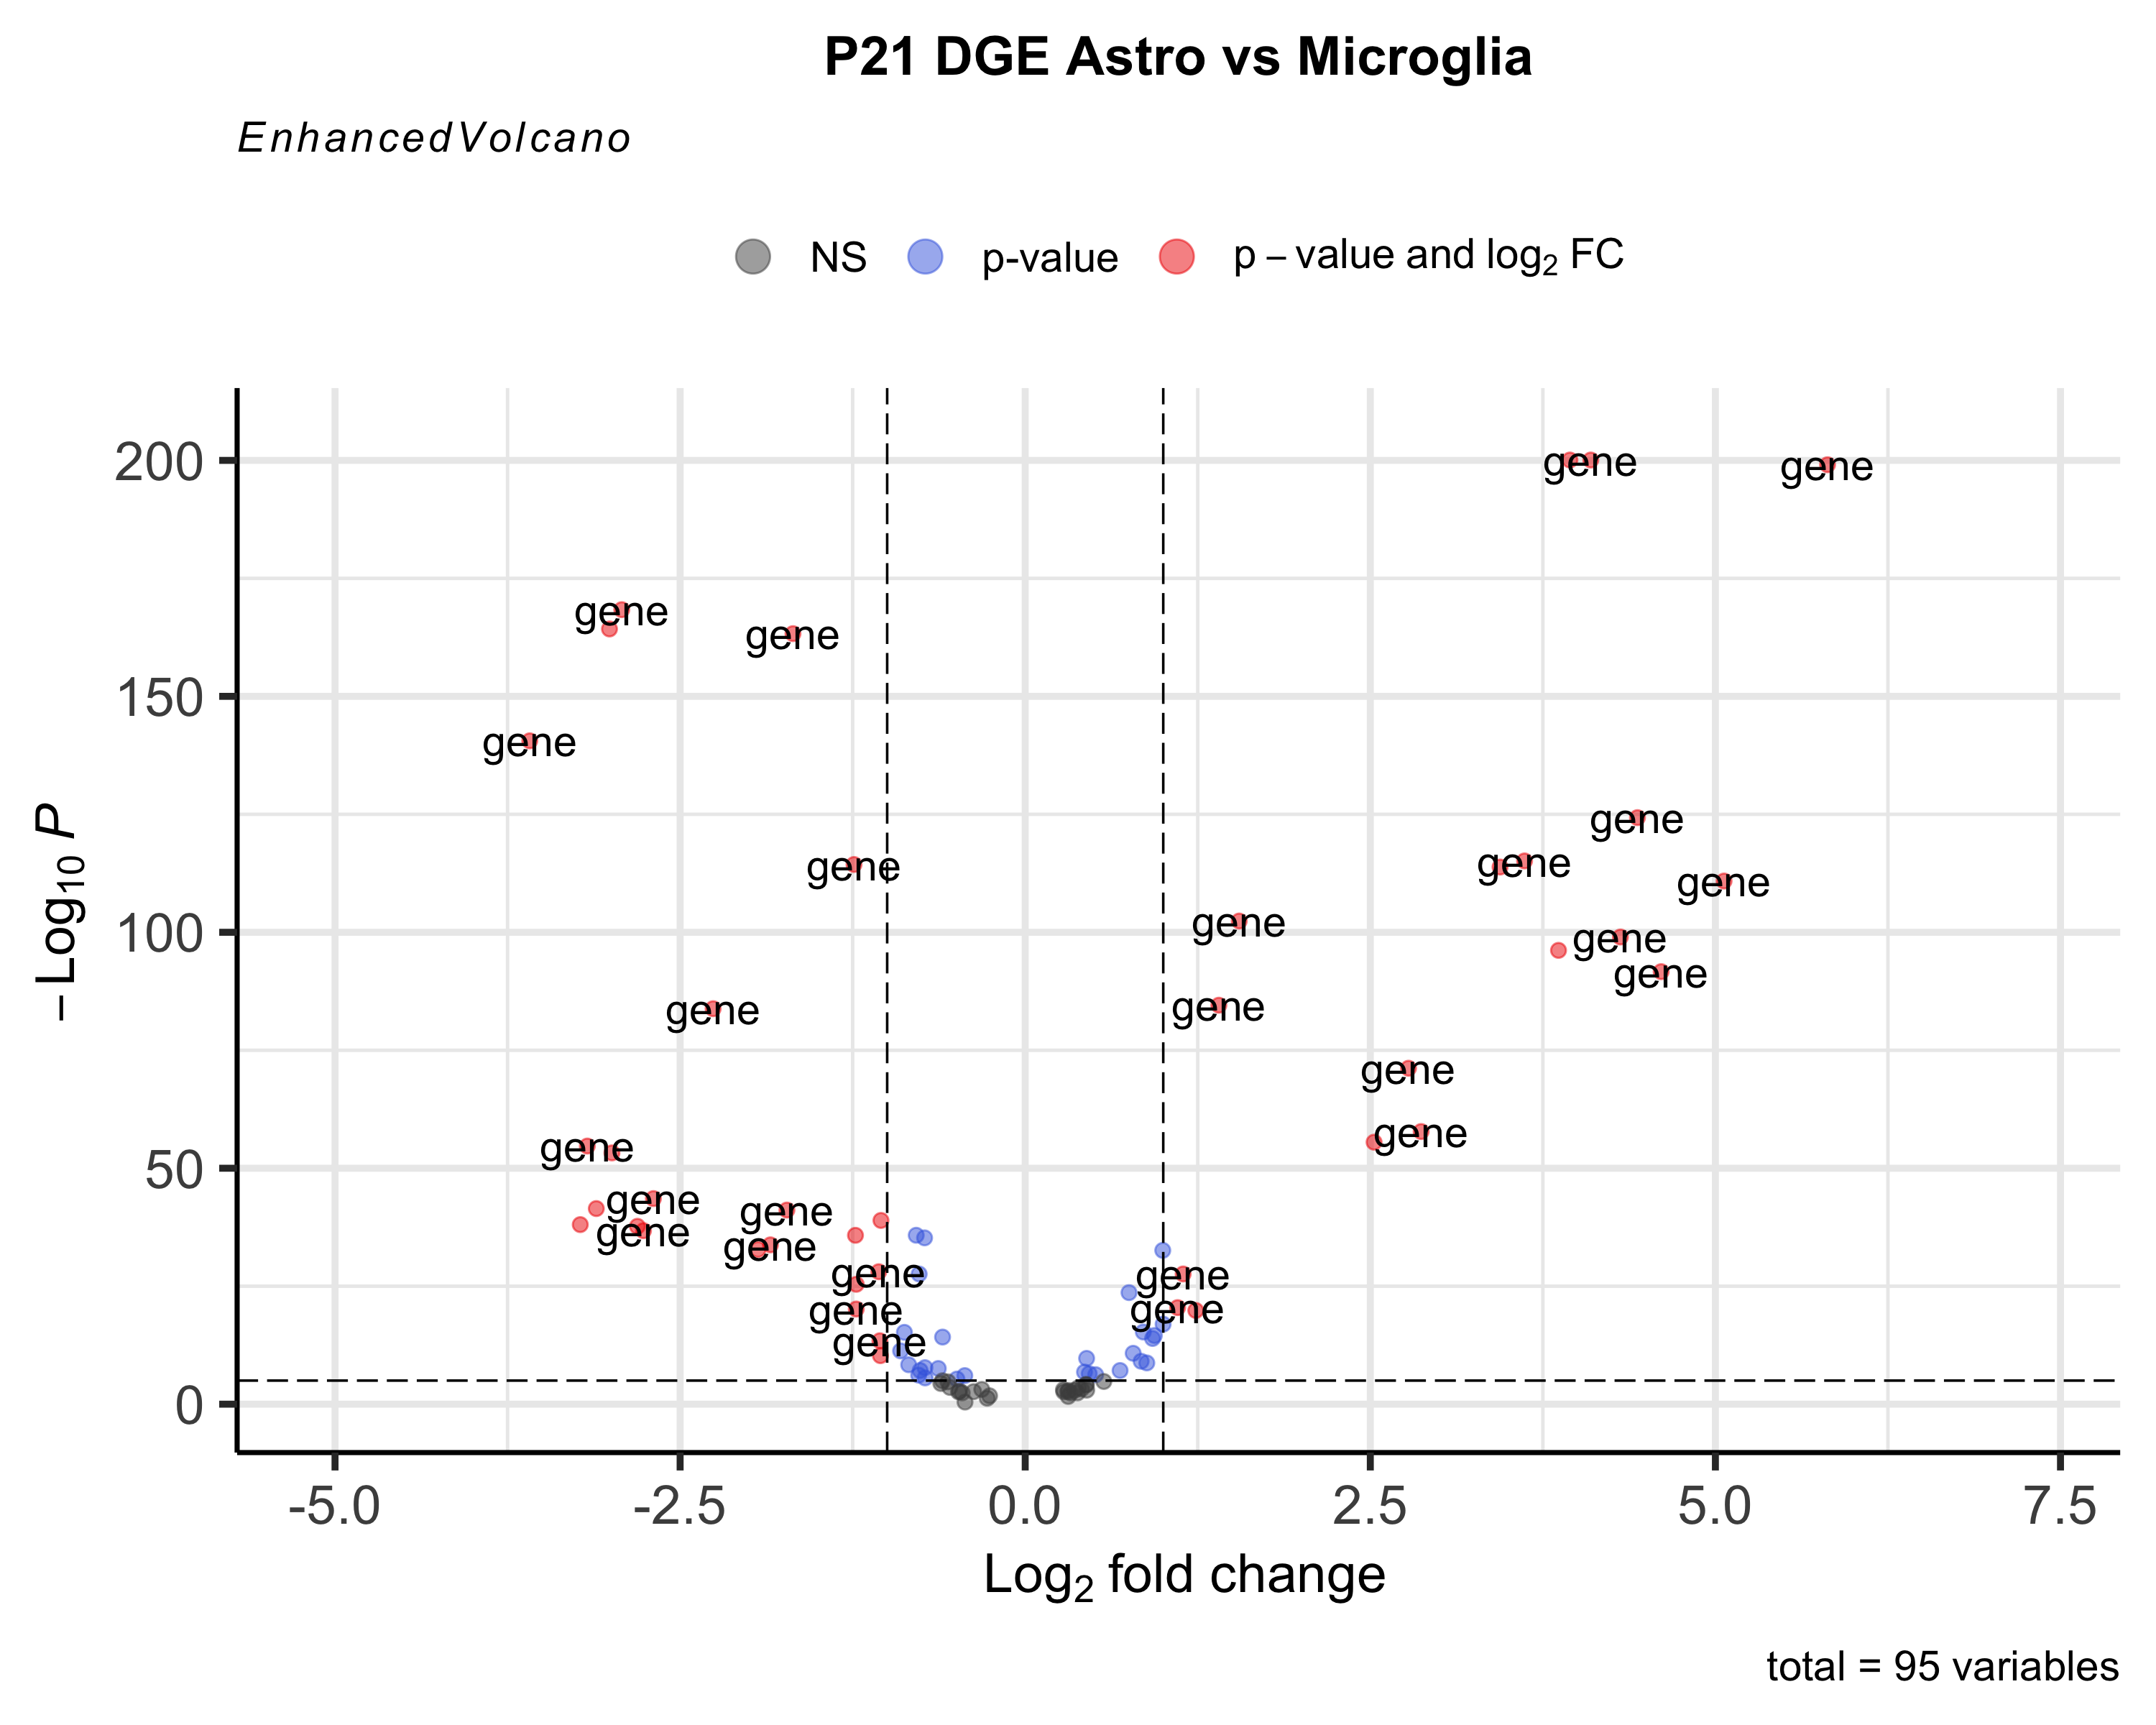 P21 DGE Astro vs Microglia
EnhancedVolcano
NS p-value p – value and log2 FC
200
gene gene
gene
gene
150
gene
gene
gene
gene
gene
gene
100
gene
gene
gene
gene
gene
gene
gene
gene
50
gene
gene
gene
gene
gene
gene
gene
gene
gene
gene
0
-5.0 -2.5 0.0 2.5 5.0 7.5
Log2 fold change
– Log10 P
total = 95 variables